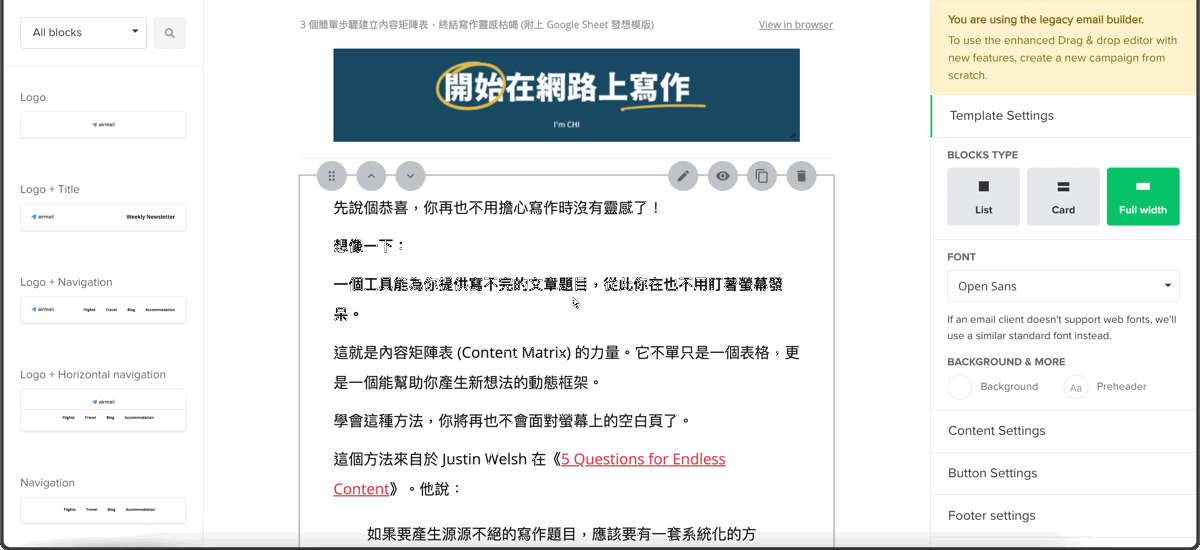 All blocks
Logo
airmail
Logo + Title
airmail Weekly Newsletter
Logo + Navigation
airmail Flights Travel Blog Accommodation
Logo + Horizontal navigation
airmail
Flights Travel Blog Accommodation
Navigation
Flights Travel Blog Accommodation
3 個簡單步驟建立內容矩陣表，終結寫作靈感枯竭 (附上 Google Sheet 發想模版)
View in browser
開始在網路上寫作
I'm CHI
先說個恭喜，你再也不用擔心寫作時沒有靈感了！
想像一下：
一個工具能為你提供寫不完的文章題目，從此你在也不用盯著螢幕發
呆。
這就是內容矩陣表 (Content Matrix) 的力量。它不單只是一個表格，更
是一個能幫助你產生新想法的動態框架。
學會這種方法，你將再也不會面對螢幕上的空白頁了。
這個方法來自於 Justin Welsh 在《5 Questions for Endless
Content》。他說：
如果要產生源源不絕的寫作題目，應該要有一套系統化的方
You are using the legacy email builder.
To use the enhanced Drag & drop editor with
new features, create a new campaign from
scratch.
Template Settings
BLOCKS TYPE
List
Card
Full width
FONT
Open Sans
If an email client doesn't support web fonts, we'll
use a similar standard font instead.
BACKGROUND & MORE
Background
Aa
Preheader
Content Settings
Button Settings
Footer settings